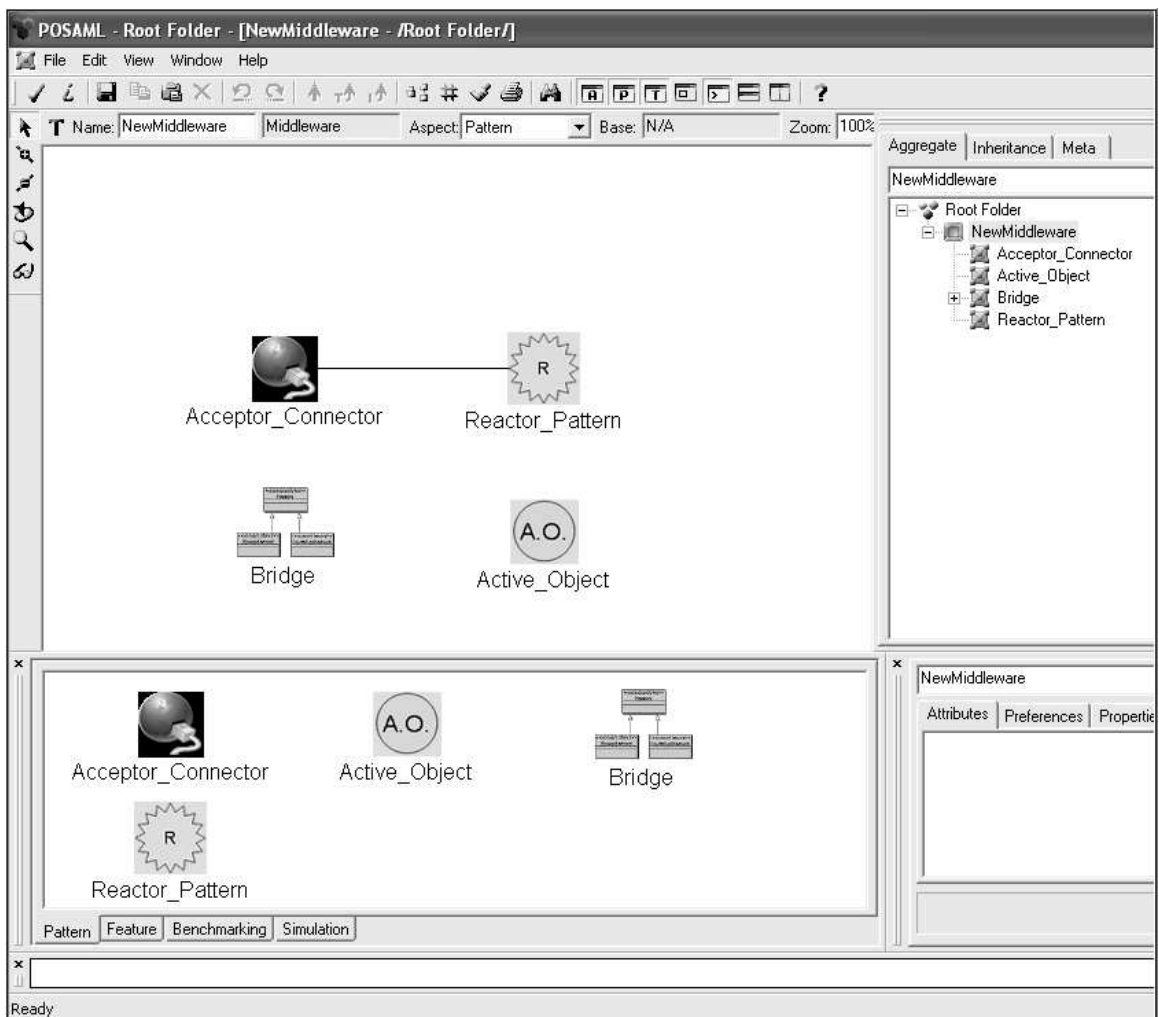 POSAML - Root Folder - [NewMiddleware - /Root Folder/]
File Edit View Window Help
T Name: NewMiddleware Middleware Aspect: Pattern Base: N/A Zoom: 100%
Aggregate Inheritance Meta
NewMiddleware
Root Folder
NewMiddleware
Acceptor_Connector
Active_Object
Bridge
Reactor_Pattern
R
Acceptor_Connector Reactor_Pattern
A.O.
Bridge Active_Object
A.O.
Acceptor_Connector Active_Object Bridge
R
Reactor_Pattern
Pattern Feature Benchmarking Simulation
NewMiddleware
Attributes Preferences Propertie
Ready